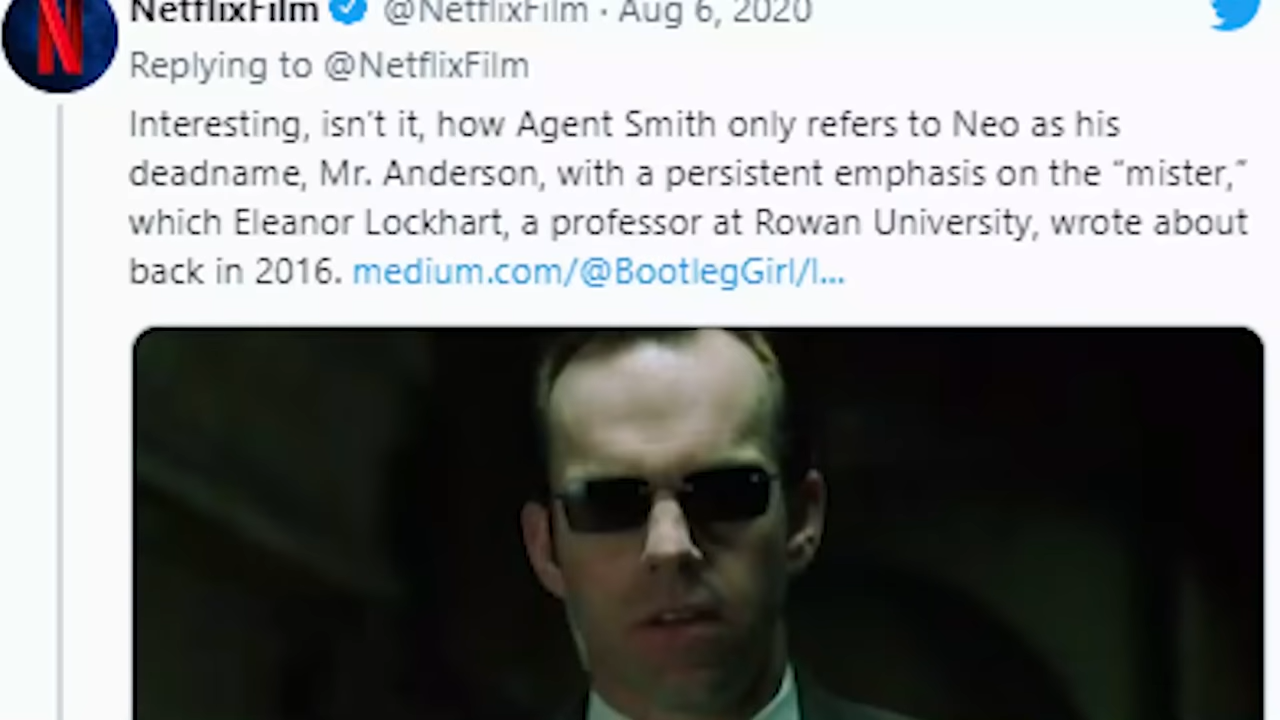 NetflixFilm @NetflixFilm · Aug 6, 2020
Replying to @NetflixFilm
Interesting, isn't it, how Agent Smith only refers to Neo as his
deadname, Mr. Anderson, with a persistent emphasis on the “mister,”
which Eleanor Lockhart, a professor at Rowan University, wrote about
back in 2016. medium.com/@BootlegGirl/l...